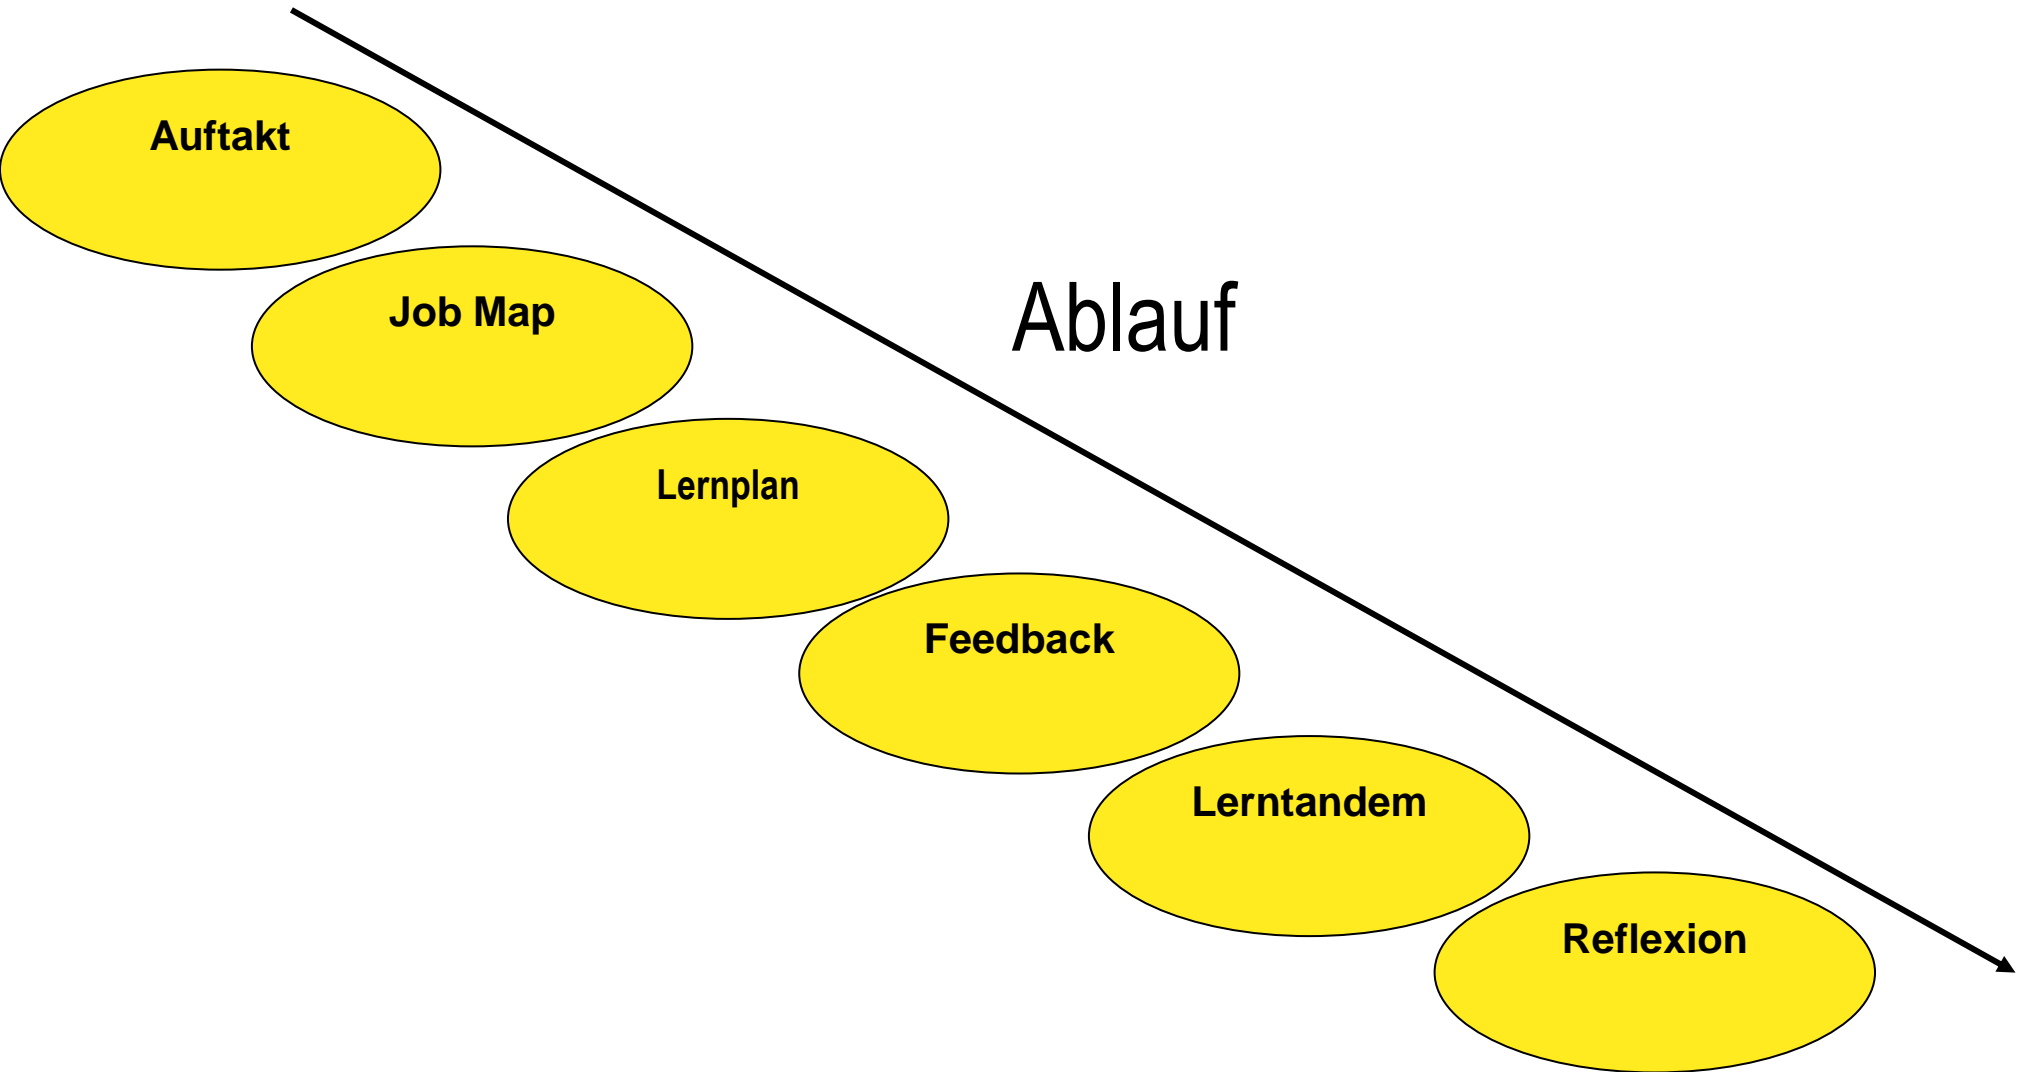 Auftakt
Job Map
Ablauf
Lernplan
Feedback
Lerntandem
Reflexion